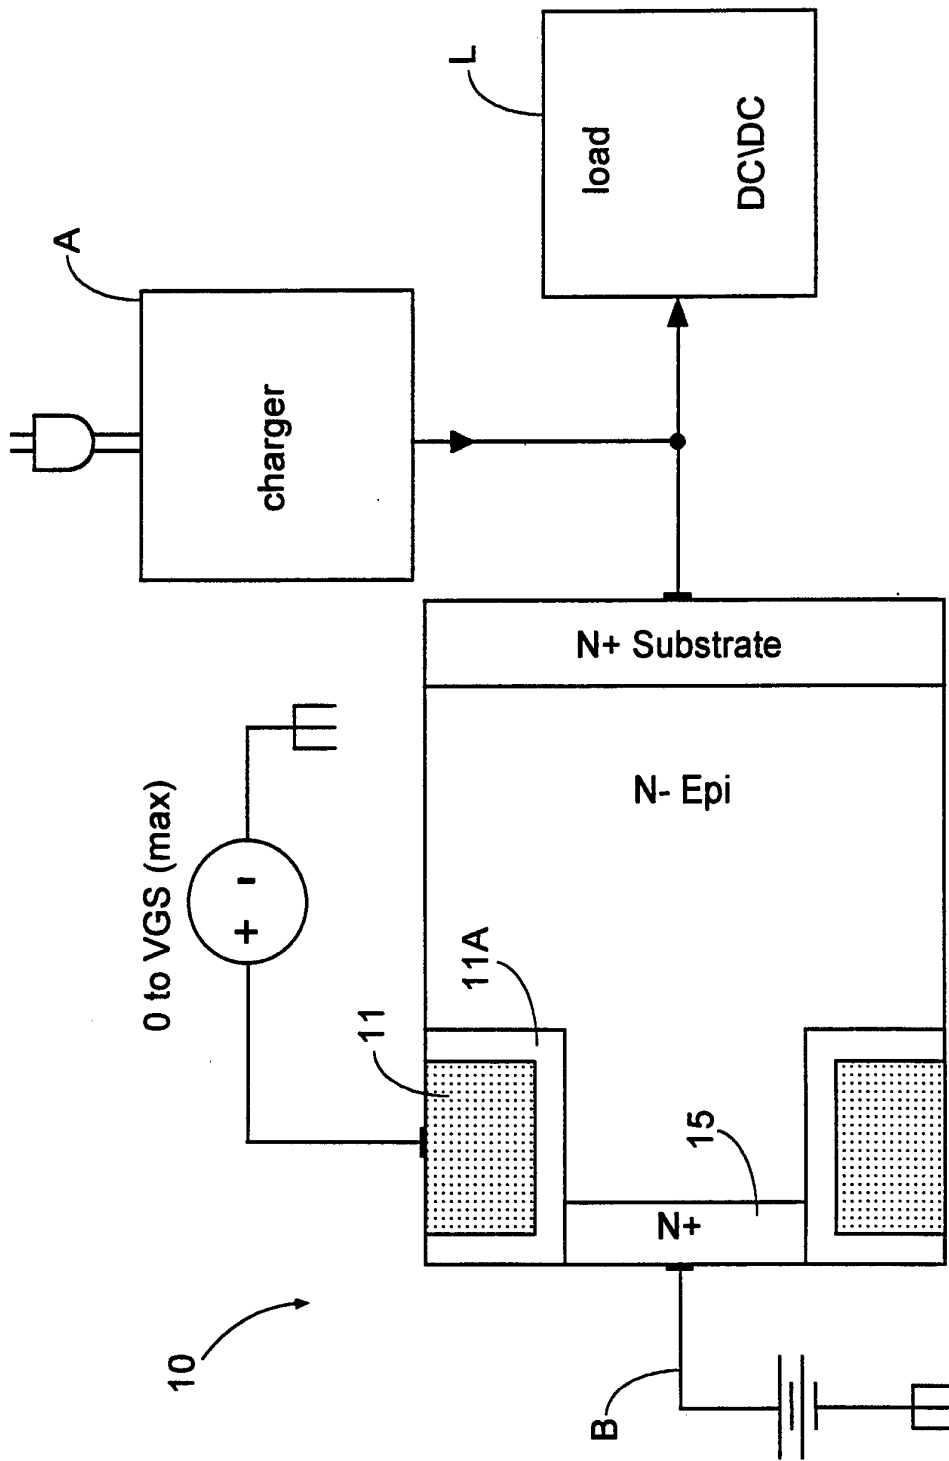 10
B
0 to VGS (max)
+ -
11
11A
15
N+
N- Epi
N+ Substrate
A
charger
L
load
DC\DC